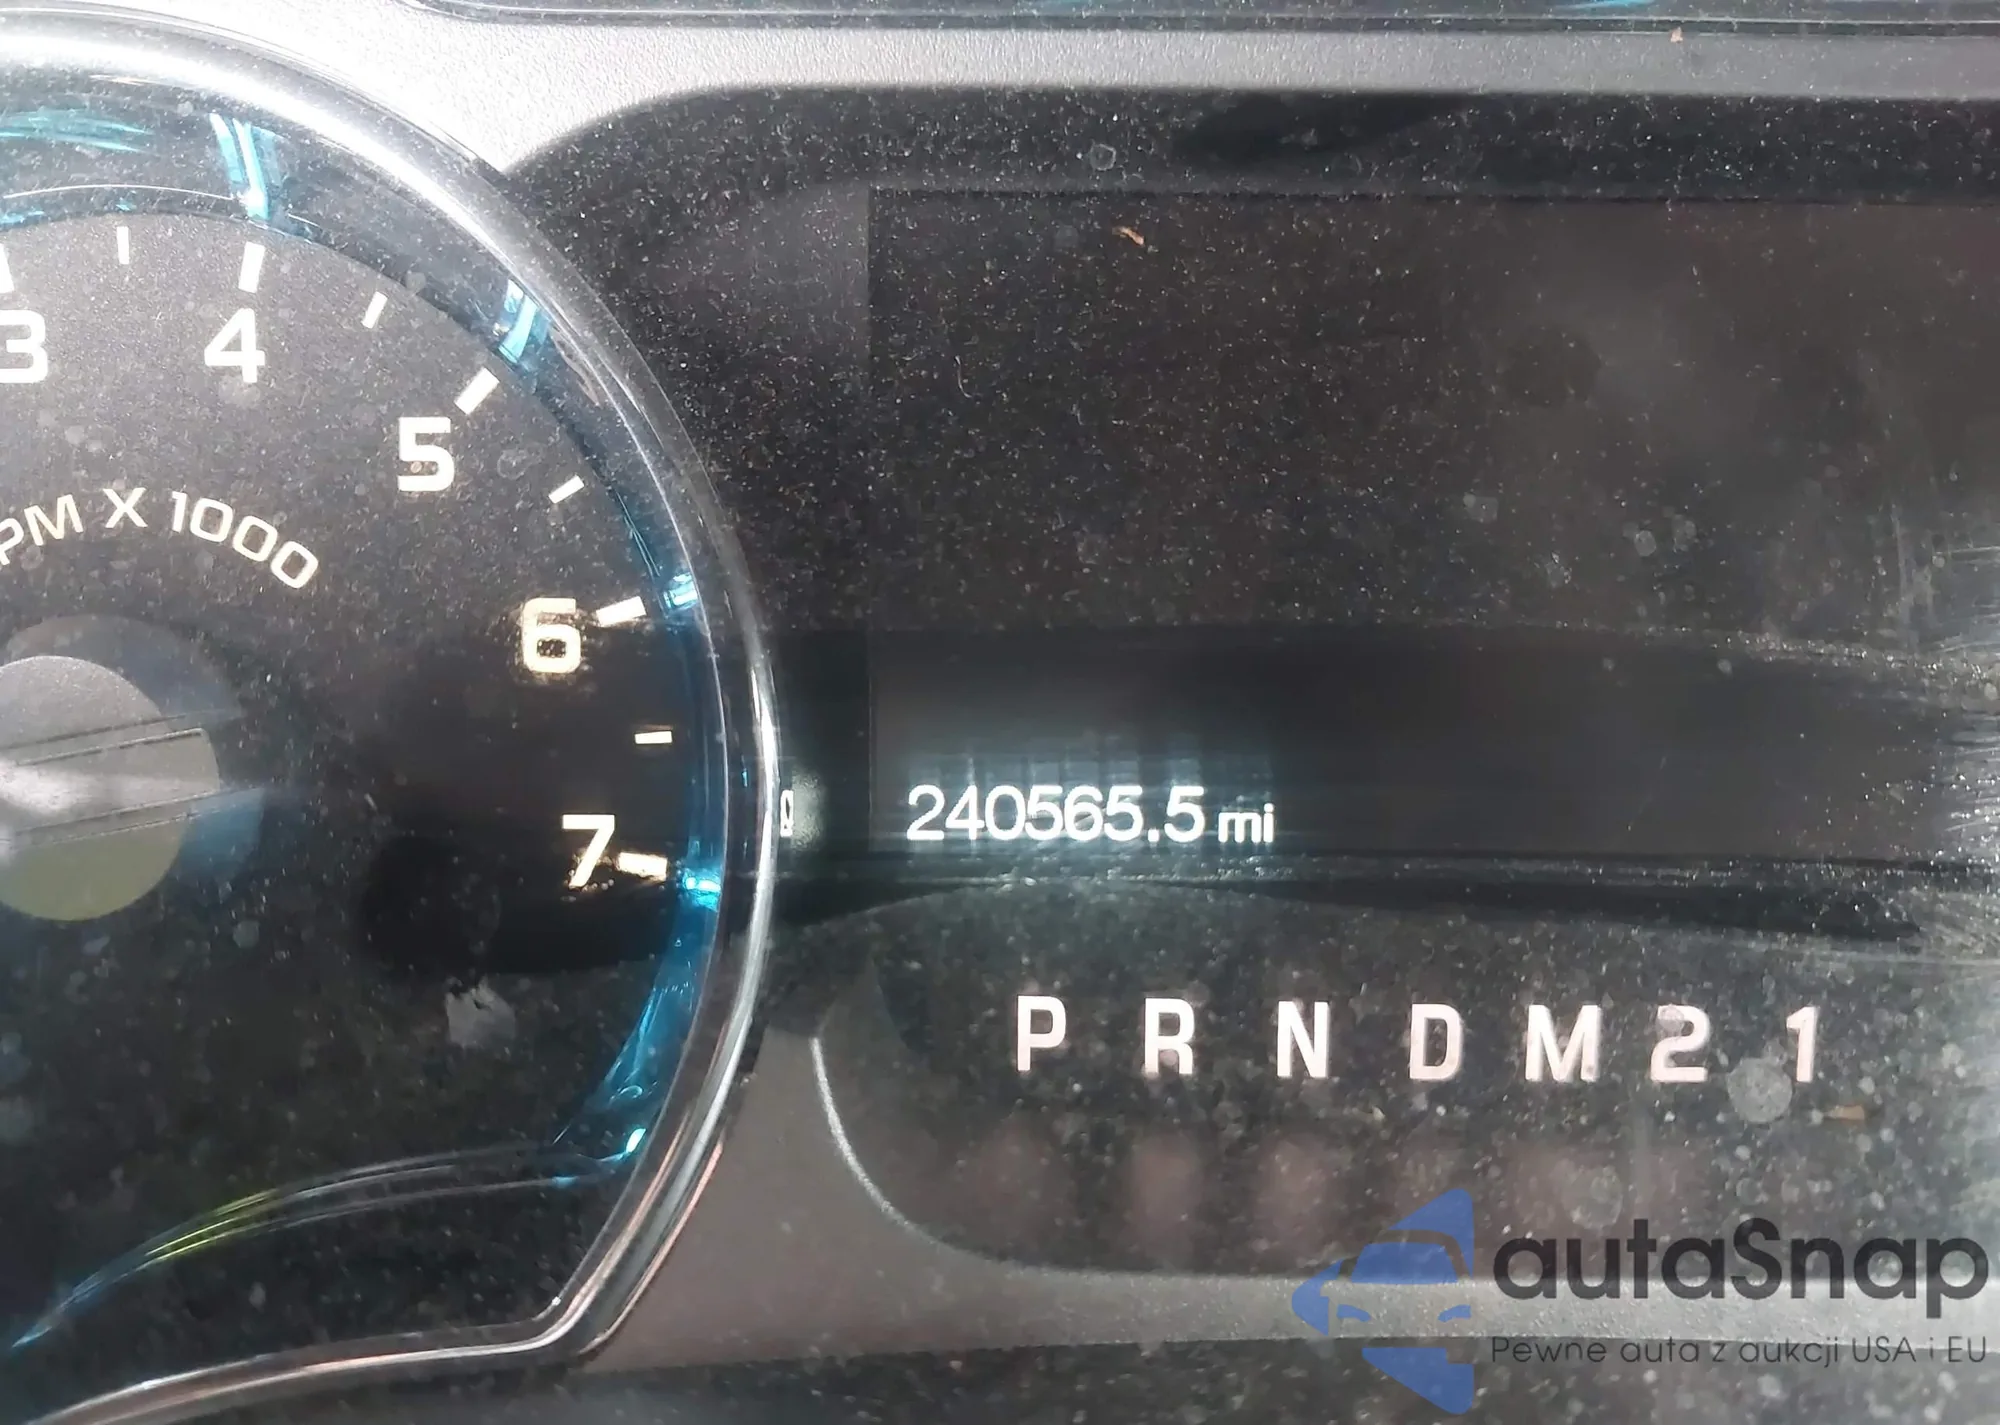 3 4 5 6 7
PM X 1000
240565.5 mi
P R N D M 2 1
autaSnap
Pewne auta z aukcji USA i EU